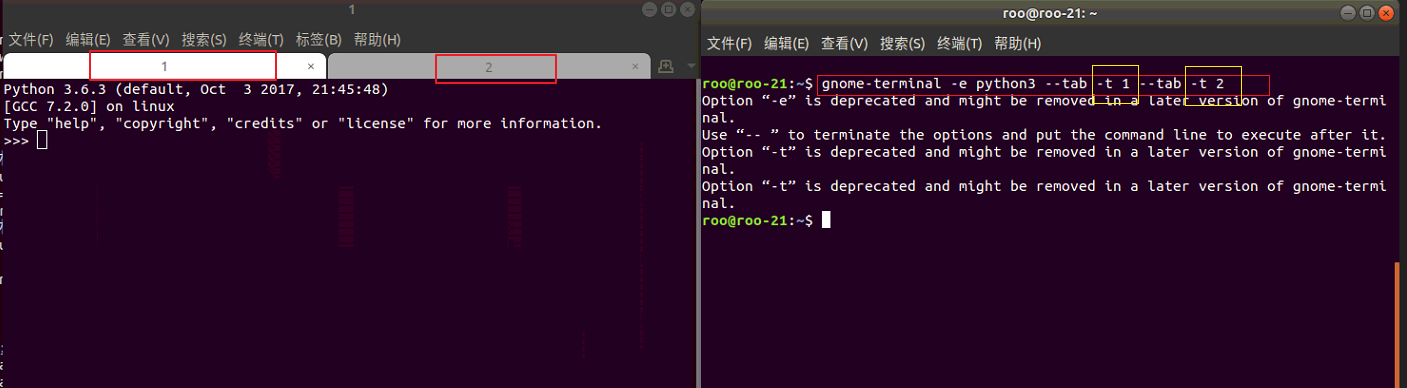 1
文件(F) 编辑(E) 查看(V) 搜索(S) 终端(T) 标签(B) 帮助(H)
1 × 2 ×
Python 3.6.3 (default, Oct  3 2017, 21:45:48)
[GCC 7.2.0] on linux
Type "help", "copyright", "credits" or "license" for more information.
>>>
roo@roo-21: ~
文件(F) 编辑(E) 查看(V) 搜索(S) 终端(T) 帮助(H)
roo@roo-21:~$ gnome-terminal -e python3 --tab -t 1 --tab -t 2
Option “-e” is deprecated and might be removed in a later version of gnome-termi
nal.
Use “-- ” to terminate the options and put the command line to execute after it.
Option “-t” is deprecated and might be removed in a later version of gnome-termi
nal.
Option “-t” is deprecated and might be removed in a later version of gnome-termi
nal.
roo@roo-21:~$